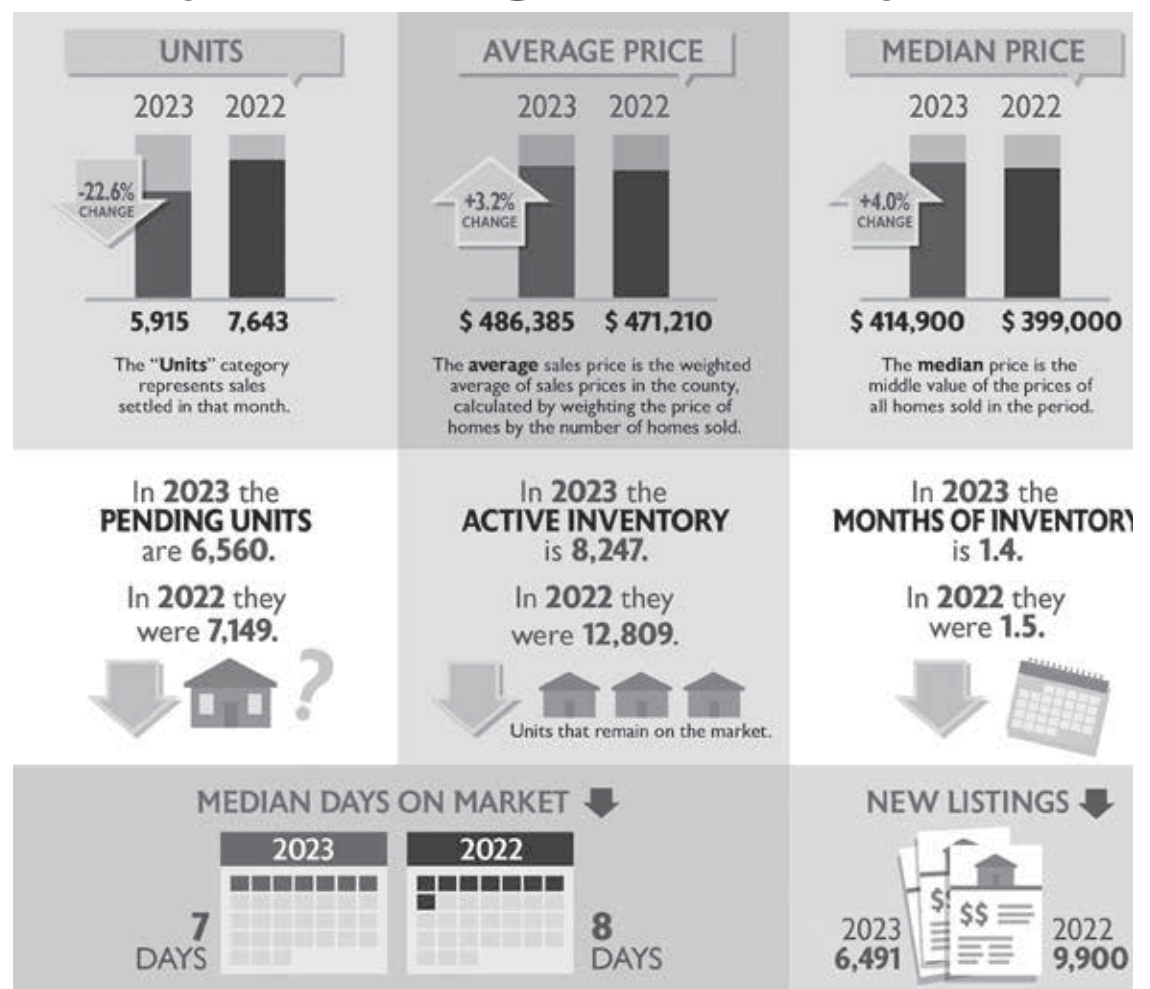 UNITS
2023 2022
-22.6%
CHANGE
5,915 7,643
The "Units" category
represents sales
settled in that month.
AVERAGE PRICE
2023 2022
+3.2%
CHANGE
$ 486,385 $ 471,210
The average sales price is the weighted
average of sales prices in the county,
calculated by weighting the price of
homes by the number of homes sold.
MEDIAN PRICE
2023 2022
+4.0%
CHANGE
$ 414,900 $ 399,000
The median price is the
middle value of the prices of
all homes sold in the period.
In 2023 the
PENDING UNITS
are 6,560.
In 2022 they
were 7,149.
?
In 2023 the
ACTIVE INVENTORY
is 8,247.
In 2022 they
were 12,809.
Units that remain on the market.
In 2023 the
MONTHS OF INVENTORY
is 1.4.
In 2022 they
were 1.5.
MEDIAN DAYS ON MARKET
2023
7
DAYS
2022
8
DAYS
NEW LISTINGS
$$ $$
2023
6,491
2022
9,900